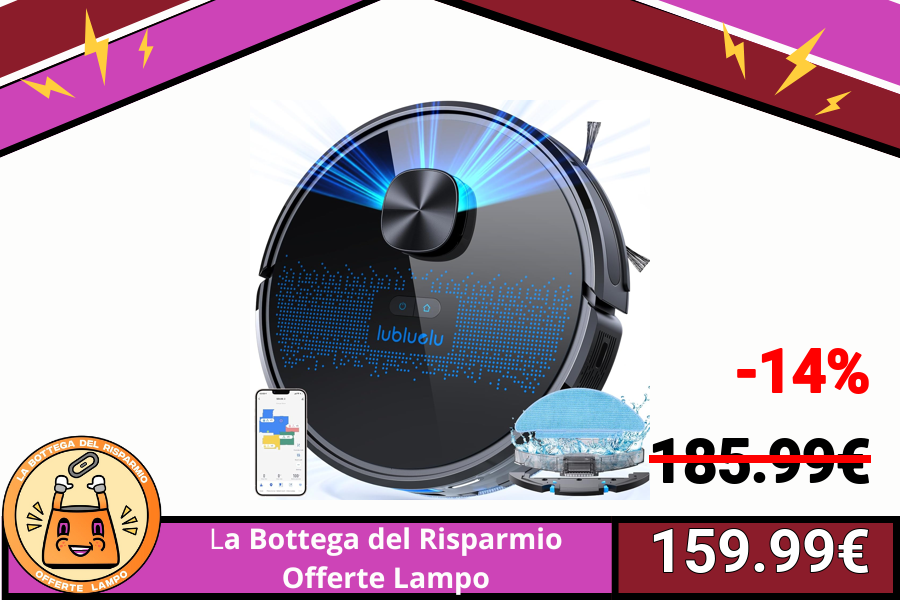 lubluelu
-14%
185.99€
LA BOTTEGA DEL RISPARMIO
OFFERTE LAMPO
La Bottega del Risparmio
Offerte Lampo
159.99€